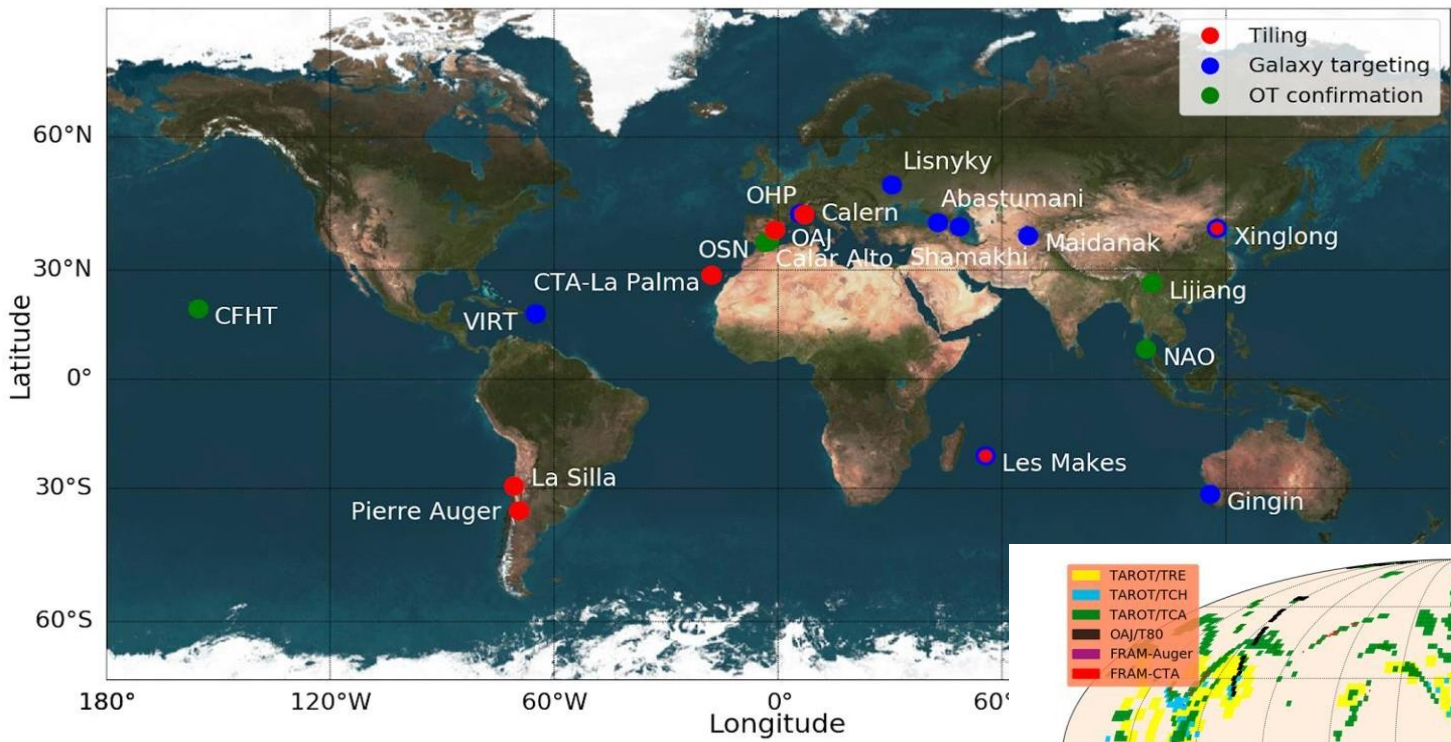 Tiling
Galaxy targeting
OT confirmation
60°N
30°N
0°
30°S
60°S
Latitude
Lisnyky
OHP
Abastumani
Calern
OAJ
OSN
Calar Alto
Shamakhi
Maidanak
Xinglong
CTA-La Palma
Lijiang
CFHT
VIRT
NAO
Les Makes
La Silla
Pierre Auger
Gingin
180°
120°W
60°W
0°
60°
Longitude
TAROT/TRE
TAROT/TCH
TAROT/TCA
OAJ/T80
FRAM-Auger
FRAM-CTA